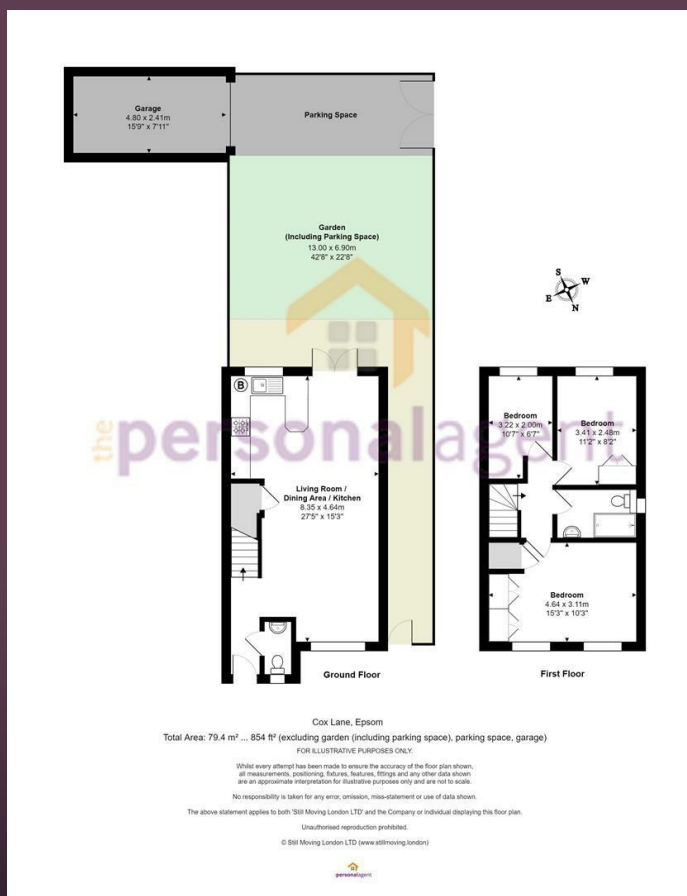 Garage
4.80 x 2.41m
15'9" x 7'11"
Parking Space
Garden
(Including Parking Space)
13.00 x 6.90m
42'8" x 22'8"
S
W
E
N
B
the
personalagent
Bedroom
3.22 x 2.00m
10'7" x 6'7"
Bedroom
3.41 x 2.48m
11'2" x 8'2"
Living Room /
Dining Area / Kitchen
8.35 x 4.64m
27'5" x 15'3"
Bedroom
4.64 x 3.11m
15'3" x 10'3"
Ground Floor
First Floor
Cox Lane, Epsom
Total Area: 79.4 m² ... 854 ft² (excluding garden (including parking space), parking space, garage)
FOR ILLUSTRATIVE PURPOSES ONLY.
Whilst every attempt has been made to ensure the accuracy of the floor plan shown,
all measurements, positioning, fixtures, features, fittings and any other data shown
are an approximate interpretation for illustrative purposes only and are not to scale.
No responsibility is taken for any error, omission, miss-statement or use of data shown.
The above statement applies to both 'Still Moving London LTD' and the Company or individual displaying this floor plan.
Unauthorised reproduction prohibited.
© Still Moving London LTD (www.stillmoving.london)
personalagent